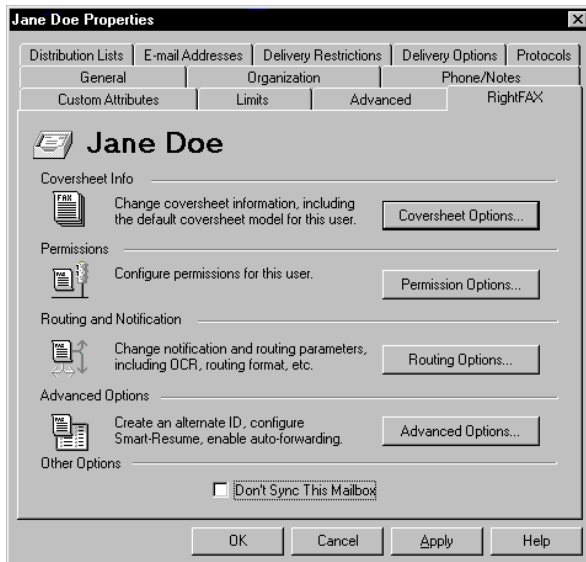 Jane Doe Properties
Distribution Lists
E-mail Addresses
Delivery Restrictions
Delivery Options
Protocols
General
Organization
Phone/Notes
Custom Attributes
Limits
Advanced
RightFAX
Jane Doe
Coversheet Info
FAX
Change coversheet information, including
the default coversheet model for this user.
Coversheet Options...
Permissions
FAX
Configure permissions for this user.
Permission Options...
Routing and Notification
FAX
Change notification and routing parameters,
including OCR, routing format, etc.
Routing Options...
Advanced Options
FAX
Create an alternate ID, configure
Smart-Resume, enable auto-forwarding.
Advanced Options...
Other Options
Don't Sync This Mailbox
OK
Cancel
Apply
Help